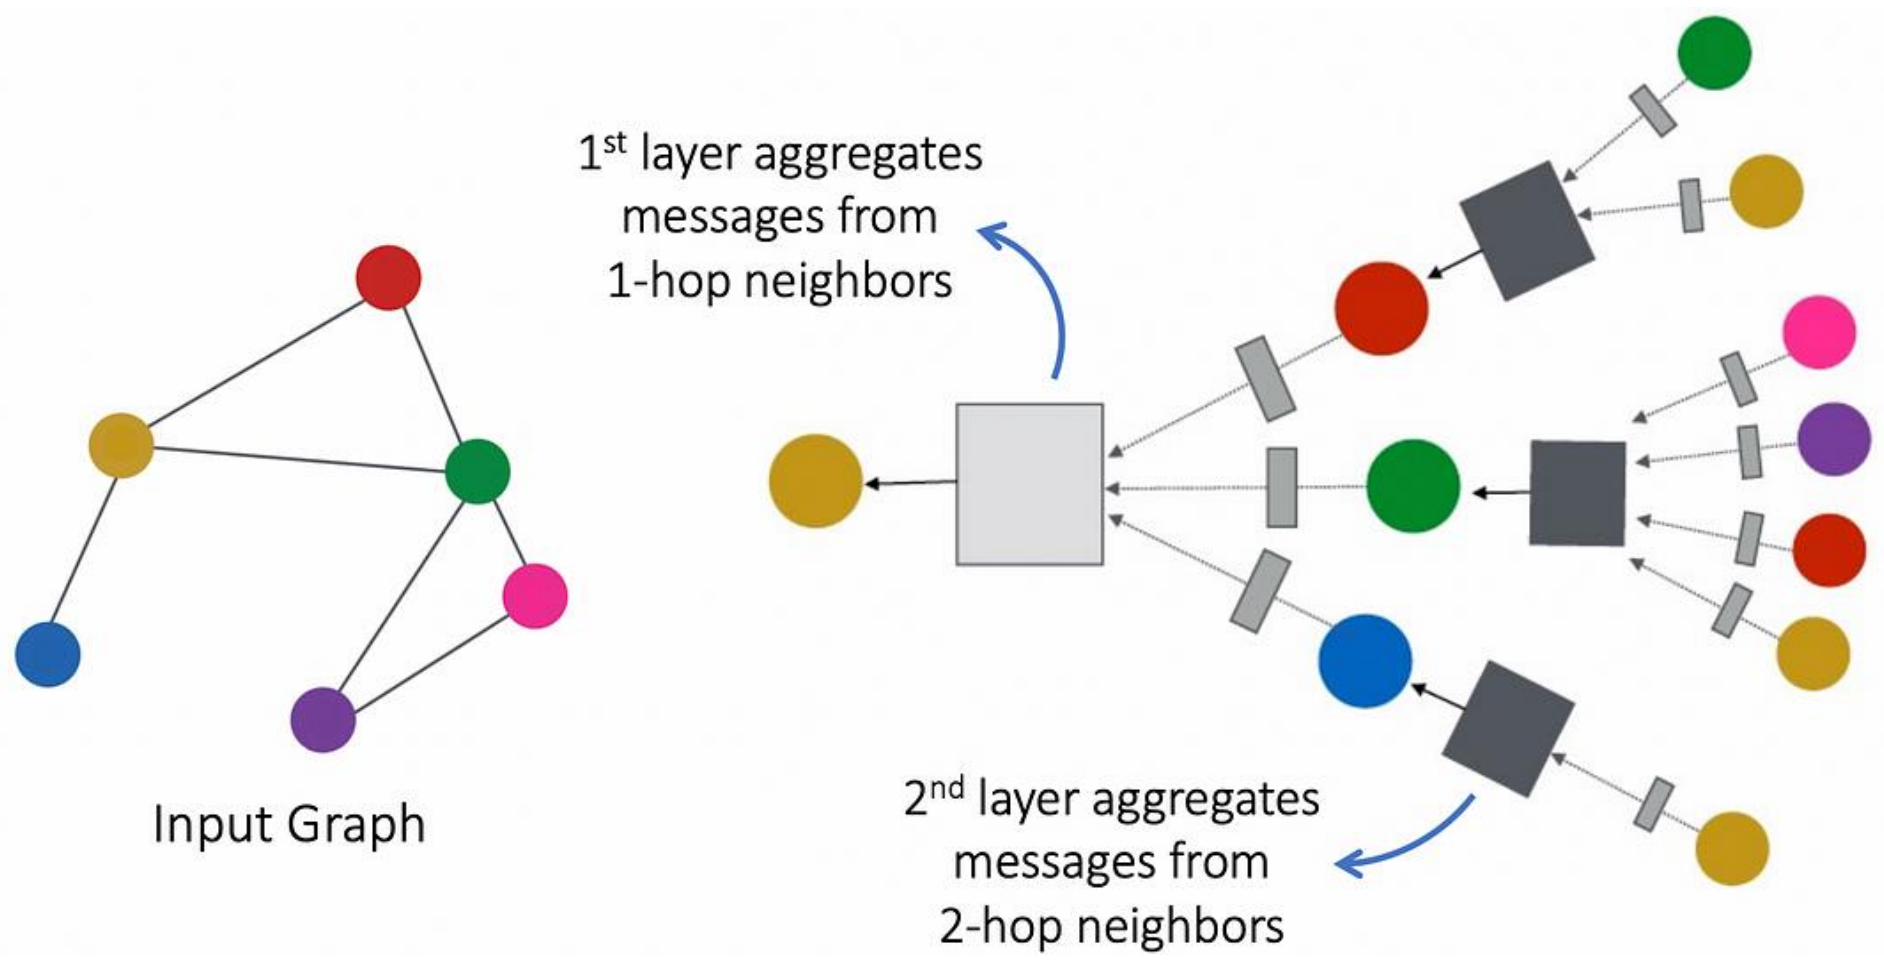 1st layer aggregates
messages from
1-hop neighbors
Input Graph
2nd layer aggregates
messages from
2-hop neighbors